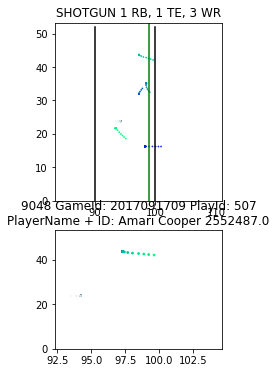 SHOTGUN 1 RB, 1 TE, 3 WR
50
40
30
20
10
0
90 100 110
9048 GameId: 2017091709 PlayId: 507
PlayerName + ID: Amari Cooper 2552487.0
40
20
0
92.5 95.0 97.5 100.0 102.5